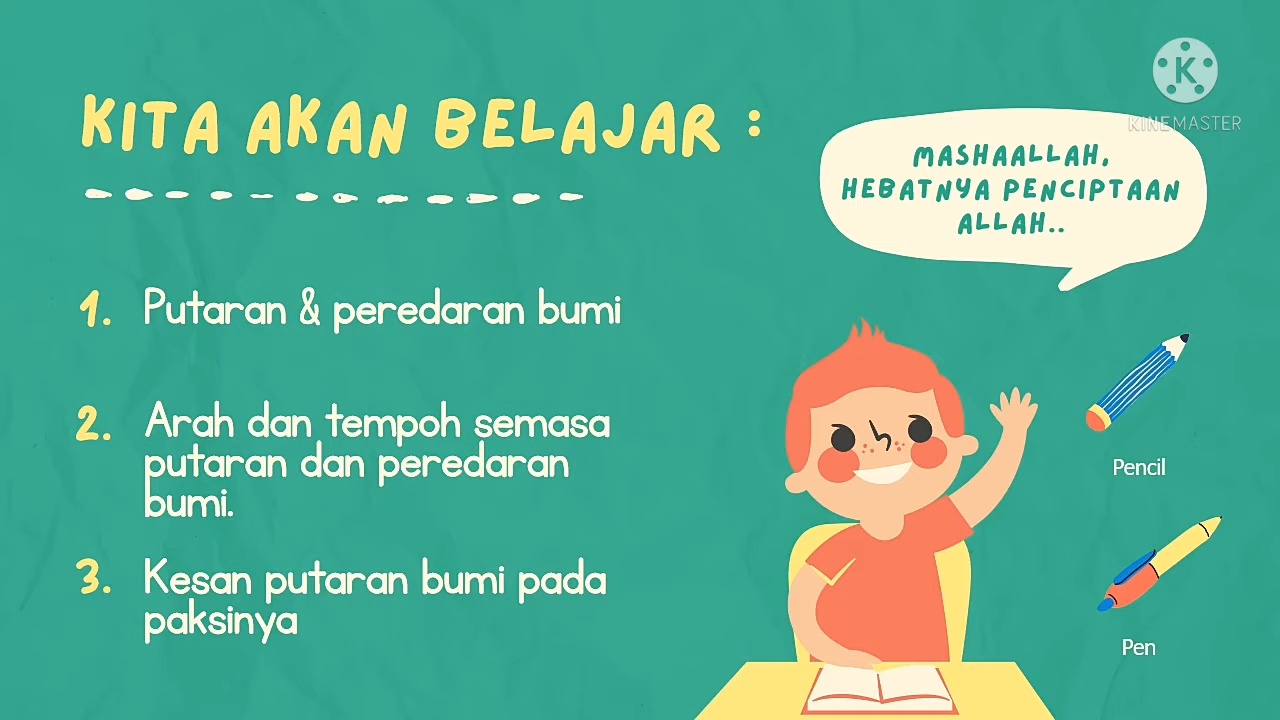 KITA AKAN BELAJAR :
1. Putaran & peredaran bumi
2. Arah dan tempoh semasa
putaran dan peredaran
bumi.
3. Kesan putaran bumi pada
paksinya
K
KINEMASTER
MASHAALLAH,
HEBATNYA PENCIPTAAN
ALLAH..
Pencil
Pen